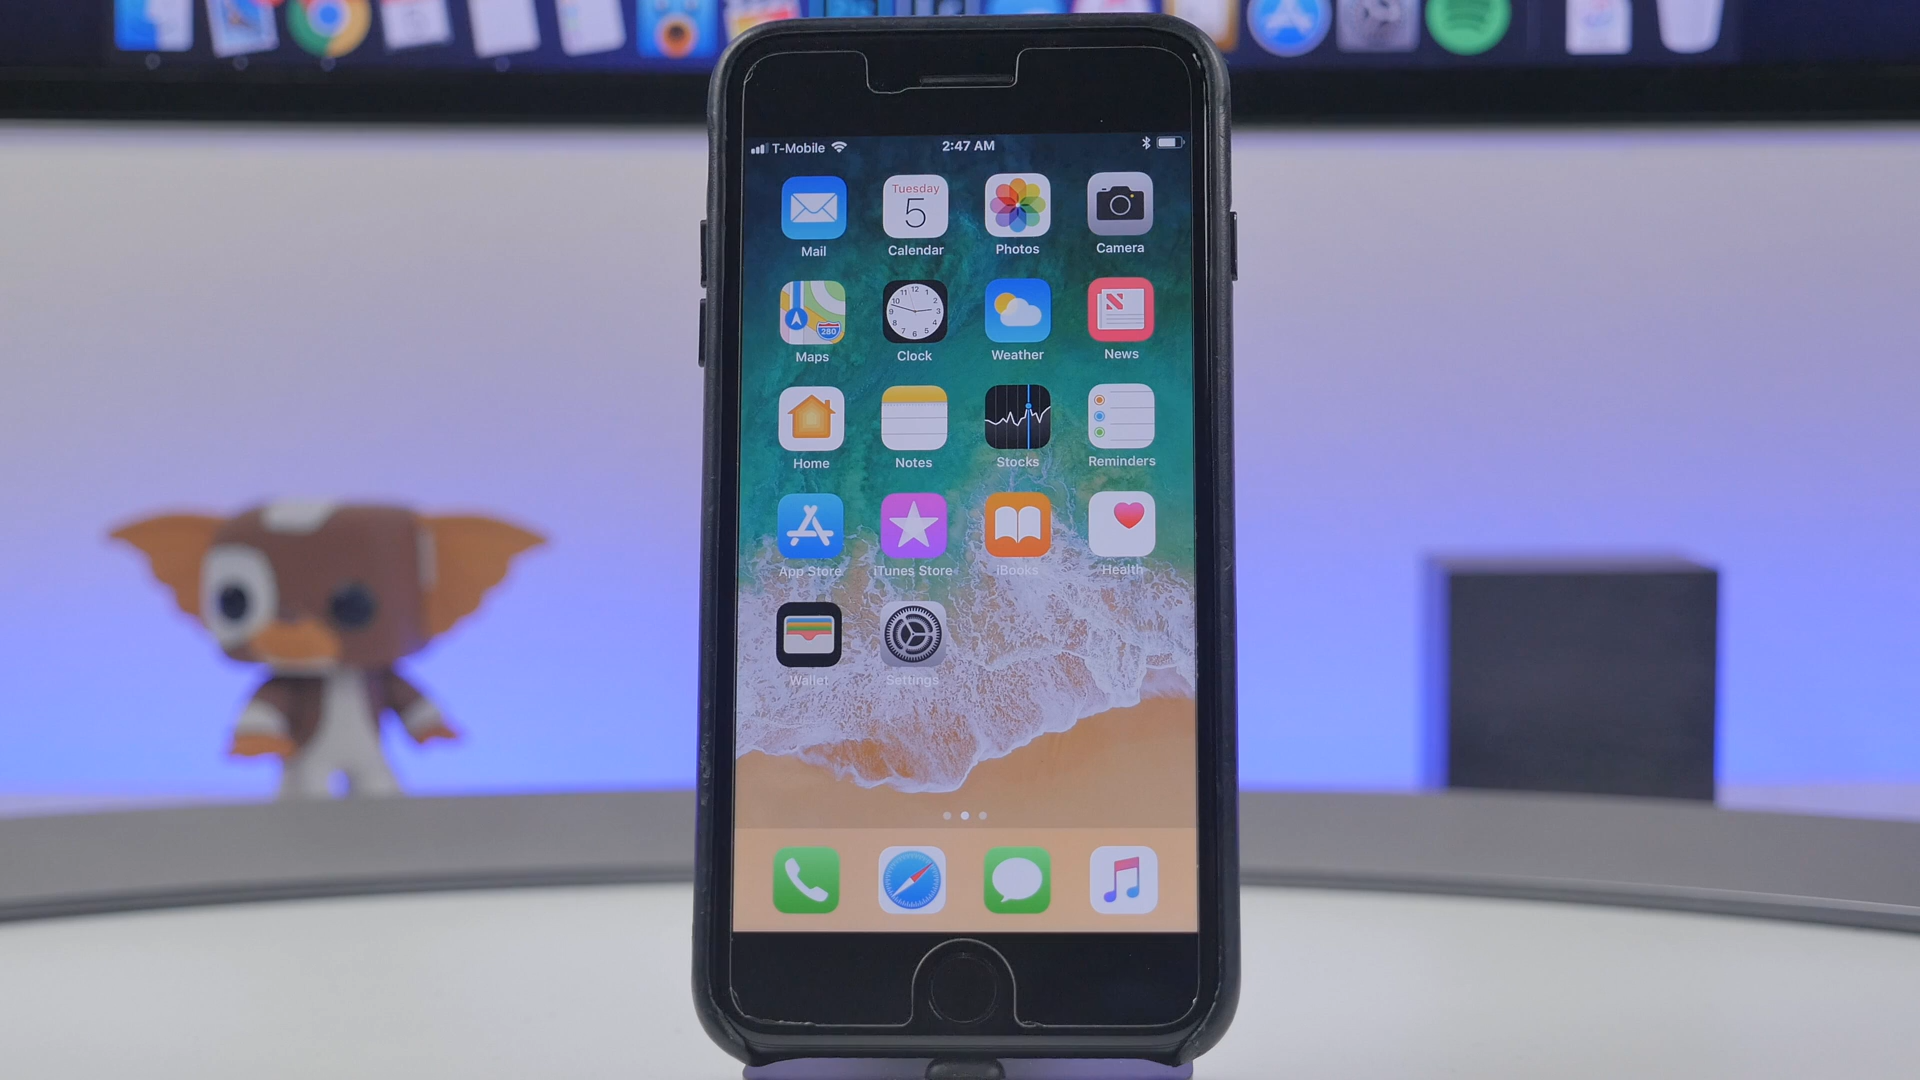 T-Mobile 2:47 AM
Mail Calendar Photos Camera
Tuesday
5
Maps Clock Weather News
280
Home Notes Stocks Reminders
App Store iTunes Store iBooks Health
Wallet Settings